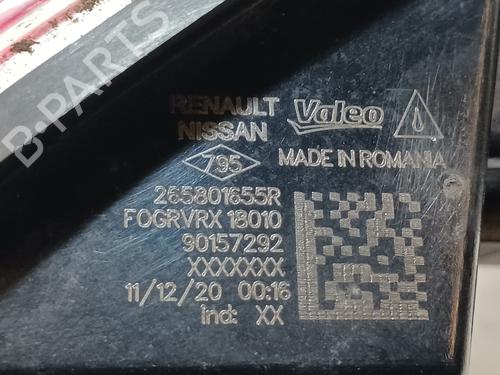 B-PARTS
RENAULT
NISSAN
Valeo
795
MADE IN ROMANIA
265801655R
FOGRVRX 18010
90157292
XXXXXXX
11/12/20 00:16
ind: XX